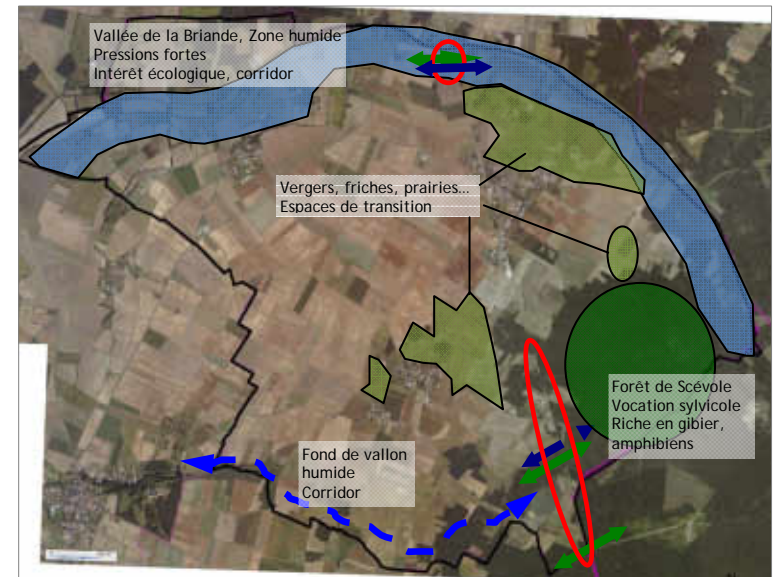 Vallée de la Briande, Zone humide
Pressions fortes
Intérêt écologique, corridor
Vergers, friches, prairies...
Espaces de transition
Forêt de Scévole
Vocation sylvicole
Riche en gibier,
amphibiens
Fond de vallon
humide
Corridor